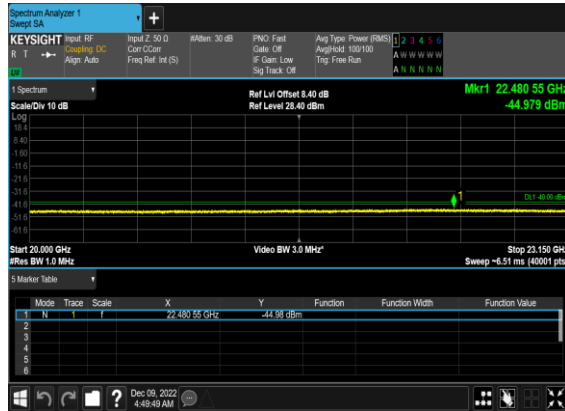 Spectrum Analyzer 1
Swept SA
+
KEYSIGHT Input: RF Input Z: 50 Ω #Atten: 30 dB PNO: Fast Avg Type: Power (RMS) 1 2 3 4 5 6
R T Coupling: DC Corr CCorr Gate: Off Avg|Hold: 100/100 A W W W W W
Align: Auto Freq Ref: Int (S) IF Gain: Low Trig: Free Run
Sig Track: Off A N N N N N
1 Spectrum Ref Lvl Offset 8.40 dB Mkr1 22.480 55 GHz
Scale/Div 10 dB Ref Level 28.40 dBm -44.979 dBm
Log
18.4
8.40
-1.60
-11.6
-21.6
-31.6
1 DL1 -40.00 dBm
-41.6
-51.6
-61.6
Start 20.000 GHz Video BW 3.0 MHz* Stop 23.150 GHz
#Res BW 1.0 MHz Sweep ~6.51 ms (40001 pts)
5 Marker Table
Mode Trace Scale X Y Function Function Width Function Value
1 N 1 f 22.480 55 GHz -44.98 dBm
2
3
4
5
6
? Dec 09, 2022
4:49:49 AM